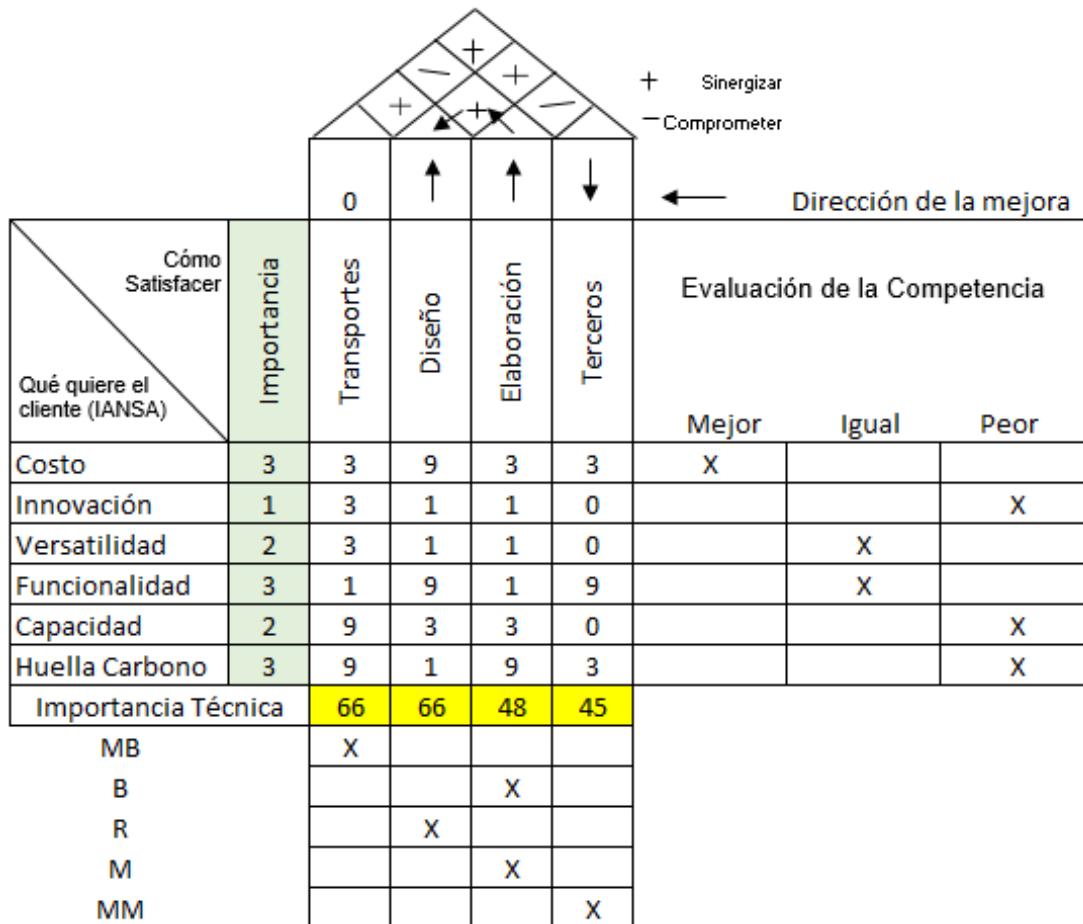 + Sinergizar
— Comprometer
+
— +
+ + —
0
Dirección de la mejora
Cómo
Satisfacer
Qué quiere el
cliente (IANSA)
Importancia
Transportes
Diseño
Elaboración
Terceros
Evaluación de la Competencia
Mejor Igual Peor
Costo 3 3 9 3 3 X
Innovación 1 3 1 1 0 X
Versatilidad 2 3 1 1 0 X
Funcionalidad 3 1 9 1 9 X
Capacidad 2 9 3 3 0 X
Huella Carbono 3 9 1 9 3 X
Importancia Técnica 66 66 48 45
MB X
B X
R X
M X
MM X